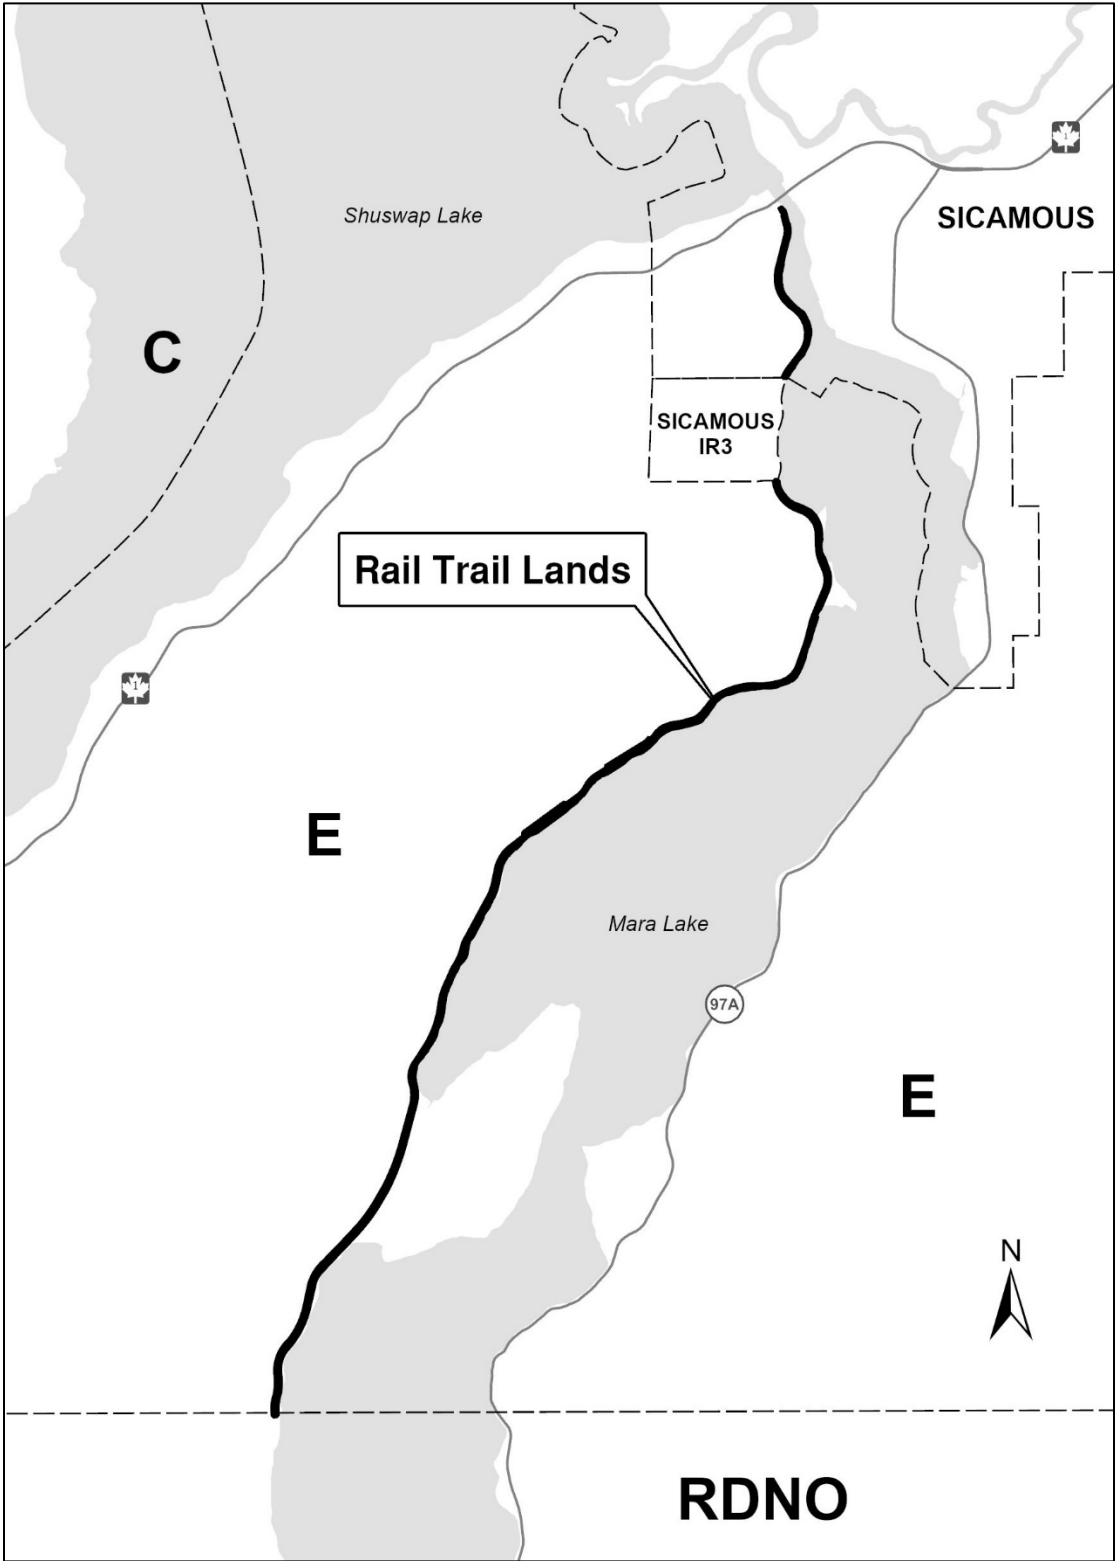 1
Shuswap Lake
SICAMOUS
C
SICAMOUS
IR3
Rail Trail Lands
1
E
Mara Lake
97A
E
N
RDNO